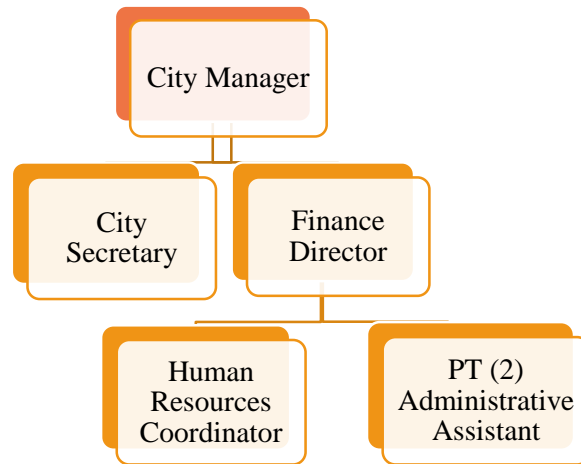 City Manager
City
Secretary
Finance
Director
Human
Resources
Coordinator
PT (2)
Administrative
Assistant